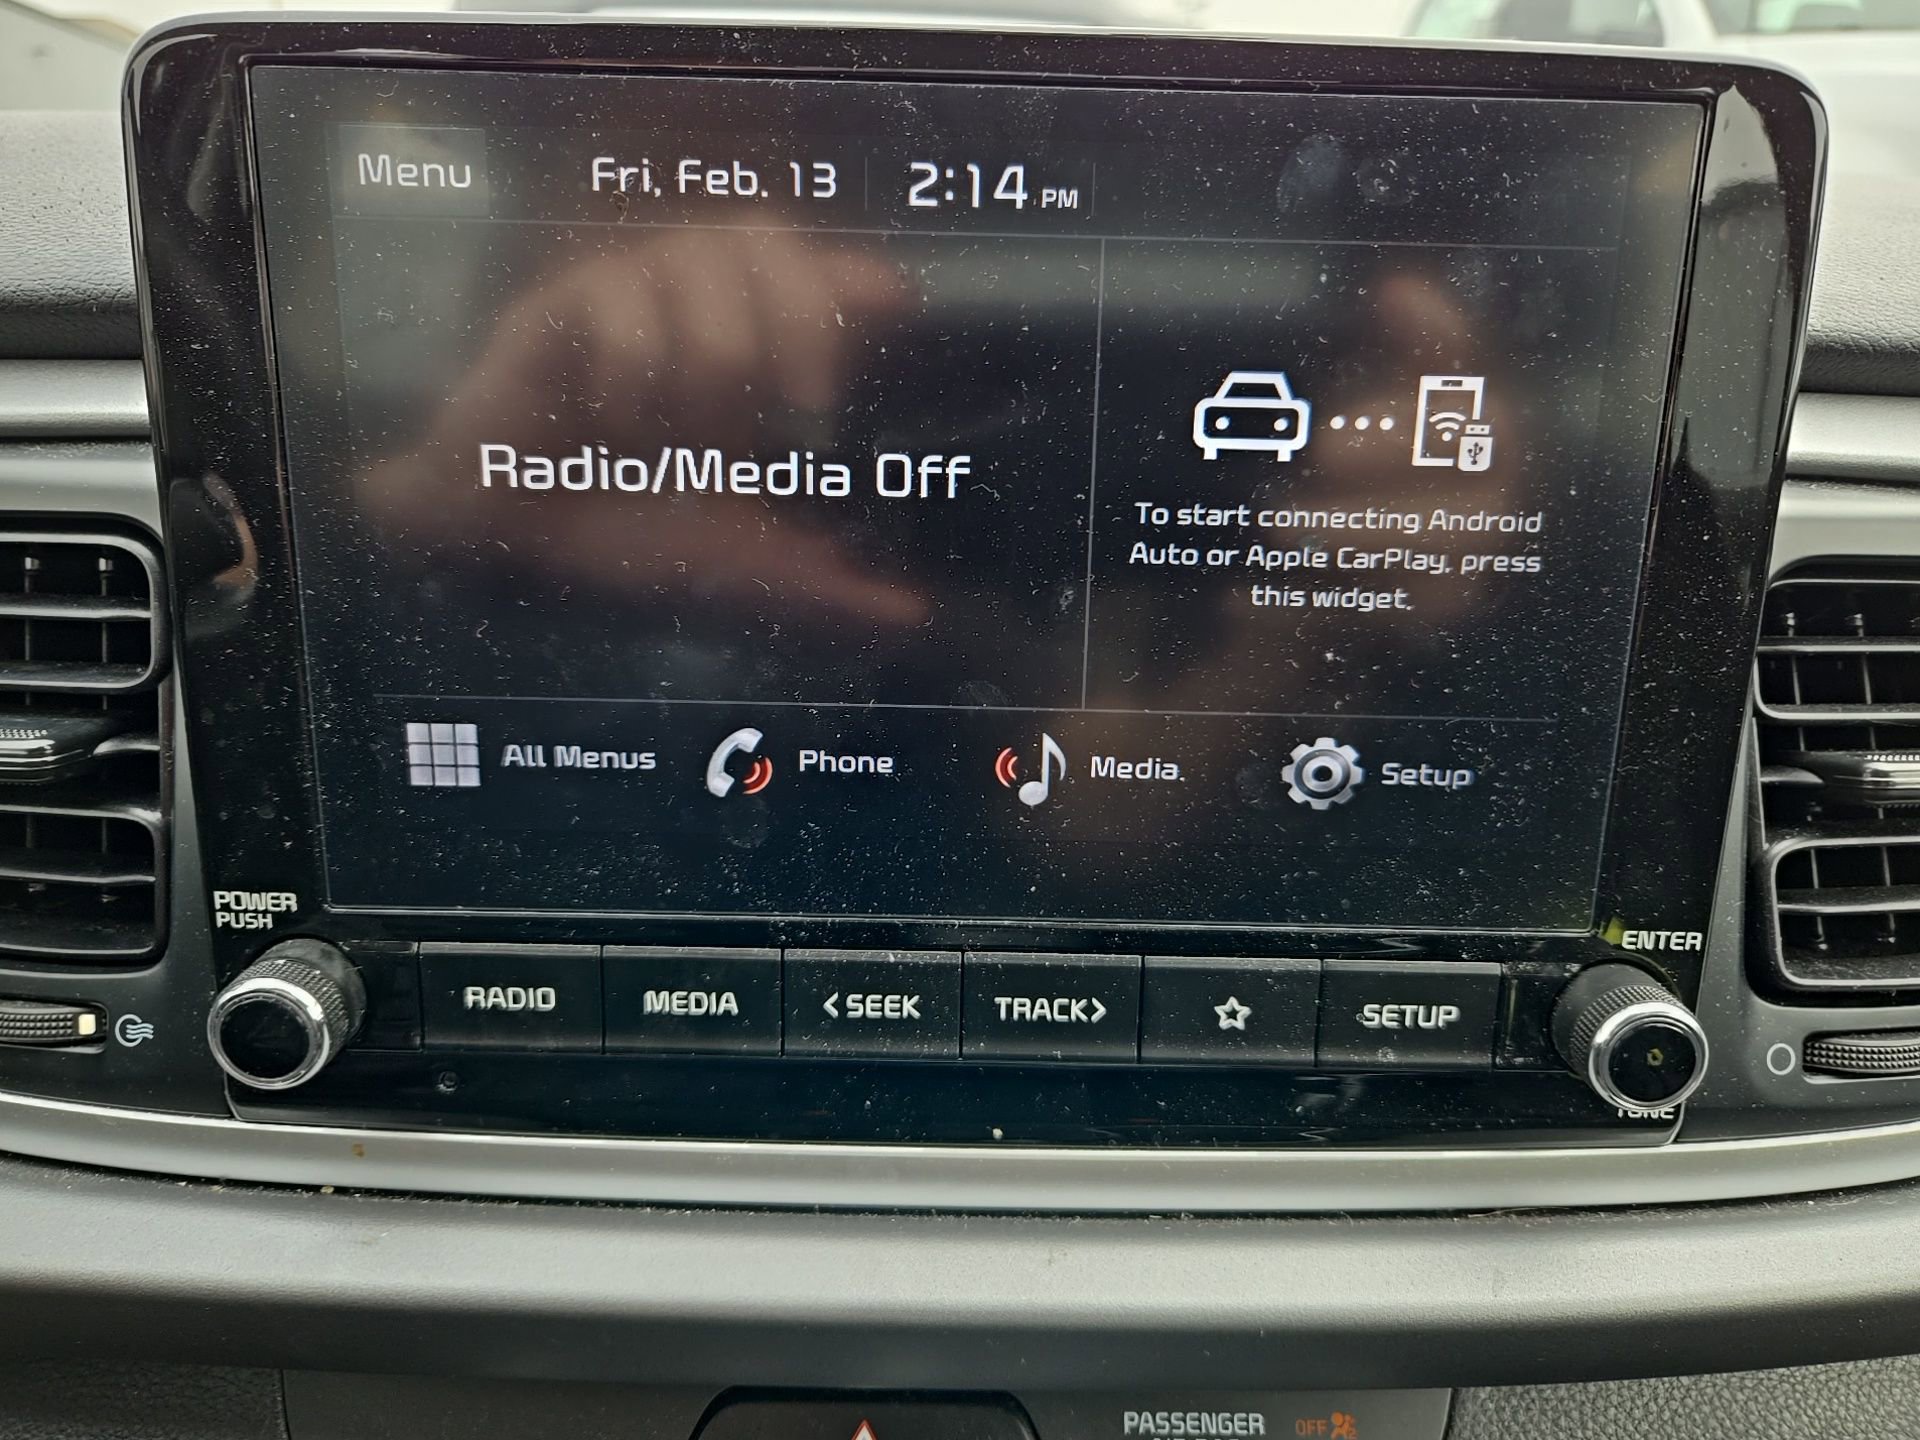 Menu
Fri, Feb. 13
2:14 PM
Radio/Media Off
To start connecting Android
Auto or Apple CarPlay, press
this widget.
All Menus
Phone
Media
Setup
POWER
PUSH
ENTER
RADIO
MEDIA
<SEEK
TRACK>
SETUP
TUNE
PASSENGER
OFF